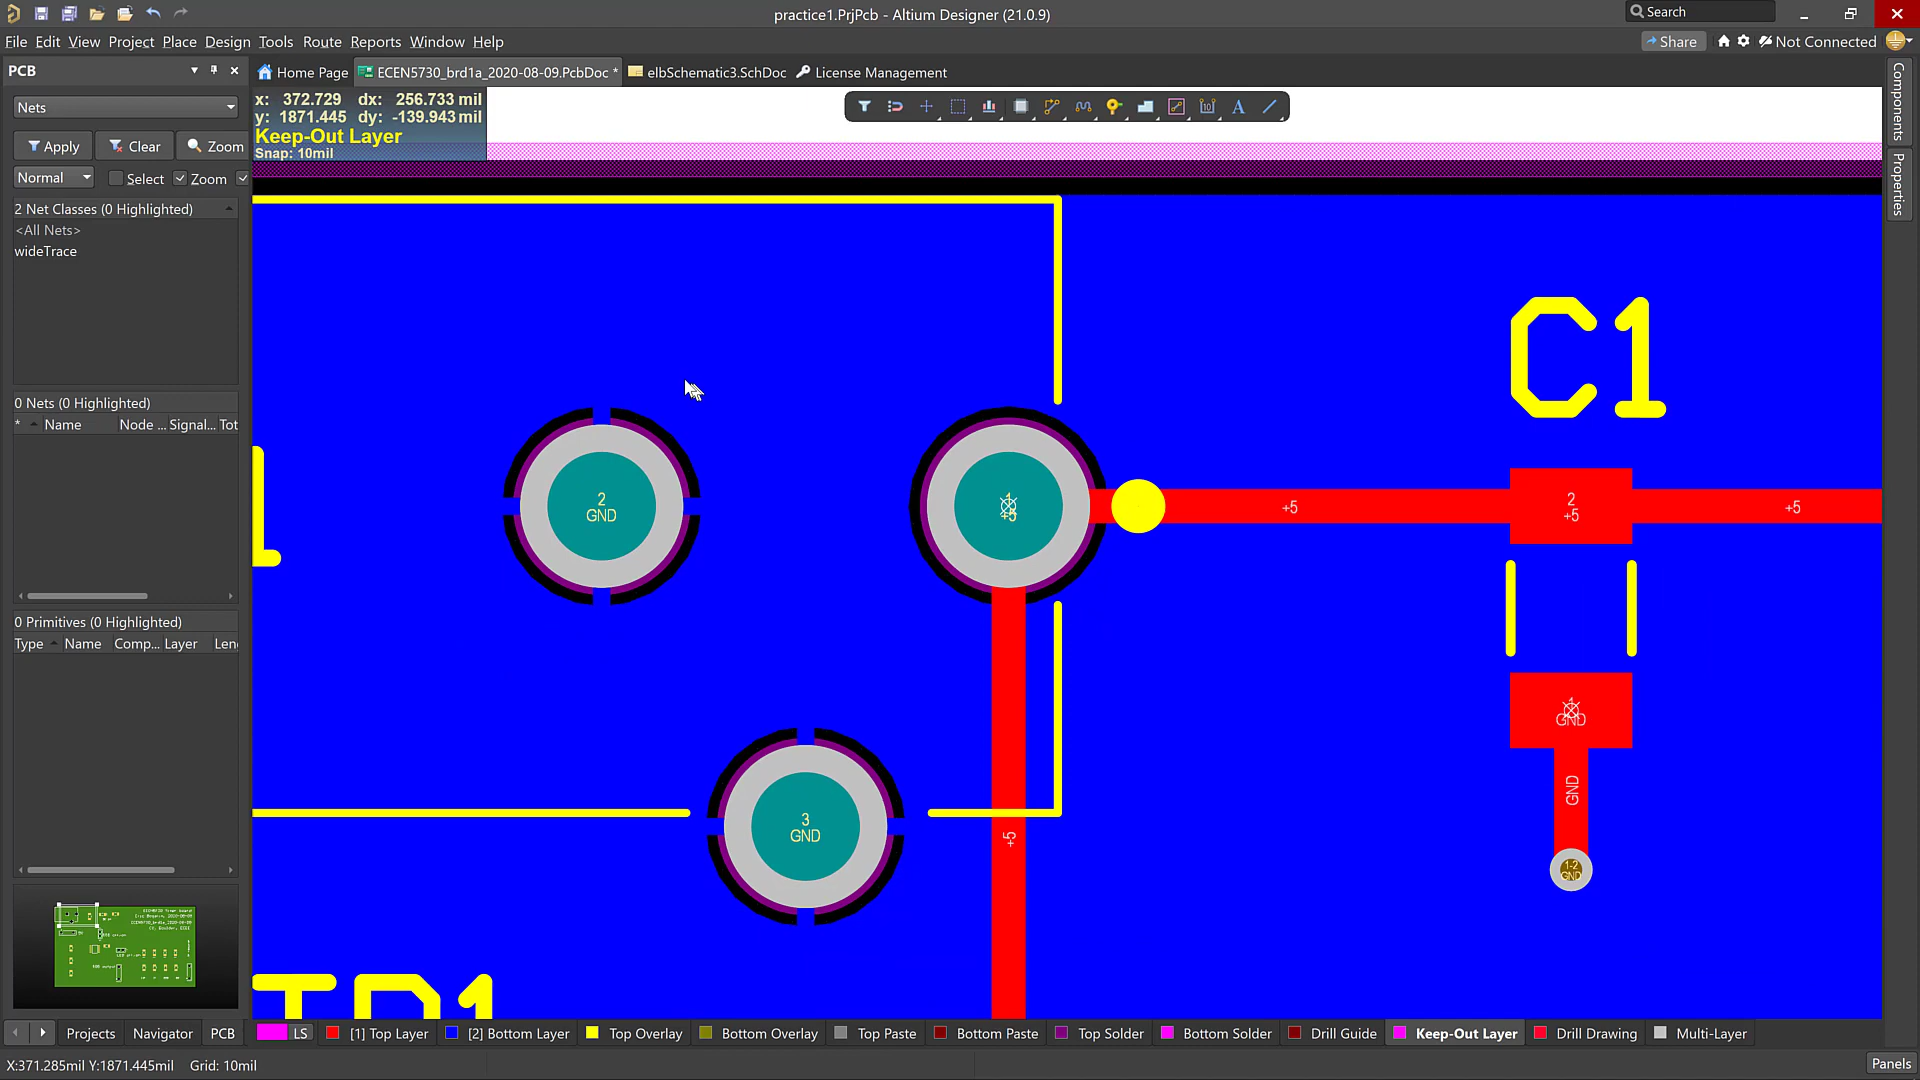 practice1.PrjPcb - Altium Designer (21.0.9)
Search
File Edit View Project Place Design Tools Route Reports Window Help
Share
Not Connected
PCB
Home Page
ECEN5730_brd1a_2020-08-09.PcbDoc *
elbSchematic3.SchDoc
License Management
Nets
x: 372.729 dx: 256.733 mil
y: 1871.445 dy: -139.943 mil
Keep-Out Layer
Snap: 10mil
Apply
Clear
Zoom
Normal
Select
Zoom
2 Net Classes (0 Highlighted)
<All Nets>
wideTrace
0 Nets (0 Highlighted)
* Name Node ... Signal... Tot
0 Primitives (0 Highlighted)
Type Name Comp... Layer Len
Components
Properties
C1
2
GND
1
+5
+5
2
+5
+5
1
GND
GND
3
GND
+5
1-2
GND
TP1
Projects
Navigator
PCB
LS
[1] Top Layer
[2] Bottom Layer
Top Overlay
Bottom Overlay
Top Paste
Bottom Paste
Top Solder
Bottom Solder
Drill Guide
Keep-Out Layer
Drill Drawing
Multi-Layer
X:371.285mil Y:1871.445mil Grid: 10mil
Panels